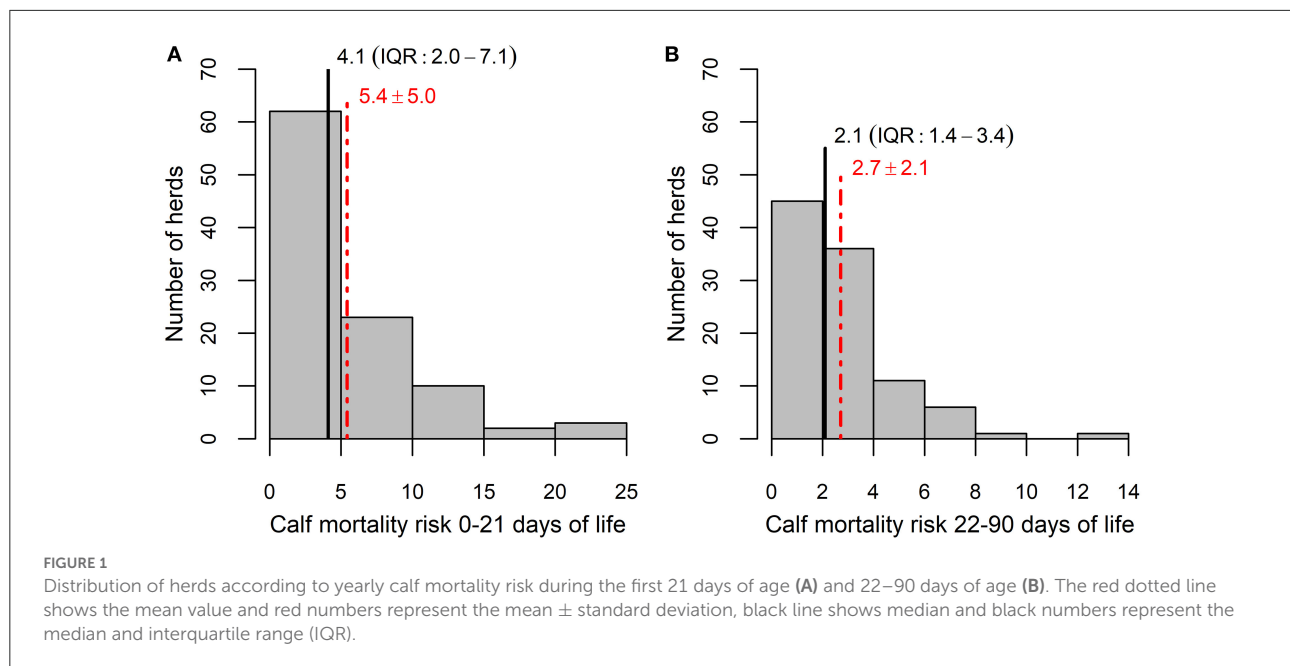 A
4.1 (IQR : 2.0 – 7.1)
5.4 ± 5.0
70
60
50
40
30
20
10
0
Number of herds
0 5 10 15 20 25
Calf mortality risk 0-21 days of life
B
2.1 (IQR : 1.4 – 3.4)
2.7 ± 2.1
70
60
50
40
30
20
10
0
Number of herds
0 2 4 6 8 10 12 14
Calf mortality risk 22-90 days of life
FIGURE 1
Distribution of herds according to yearly calf mortality risk during the first 21 days of age (A) and 22–90 days of age (B). The red dotted line
shows the mean value and red numbers represent the mean ± standard deviation, black line shows median and black numbers represent the
median and interquartile range (IQR).